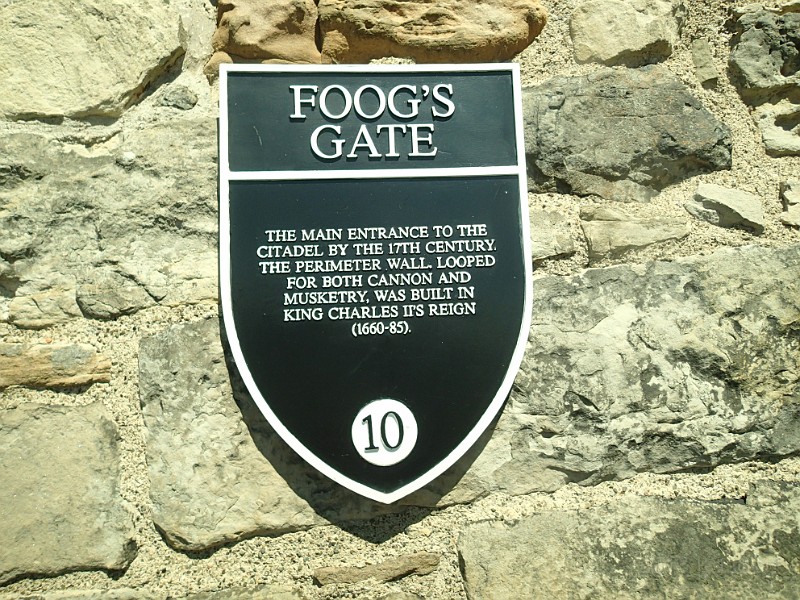 FOOG'S
GATE
THE MAIN ENTRANCE TO THE
CITADEL BY THE 17TH CENTURY.
THE PERIMETER WALL, LOOPED
FOR BOTH CANNON AND
MUSKETRY, WAS BUILT IN
KING CHARLES II'S REIGN
(1660-85).
10